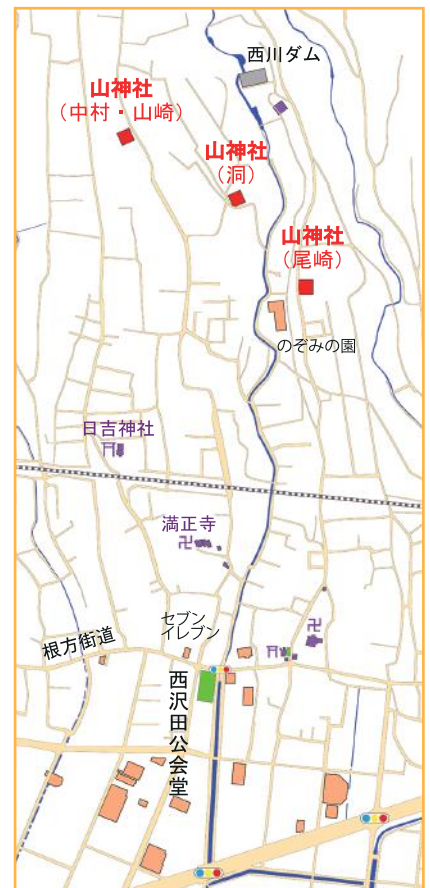 西川ダム
山神社
（中村・山崎）
山神社
（洞）
山神社
（尾崎）
のぞみの園
日吉神社
満正寺
セブン
イレブン
根方街道
西沢田公会堂